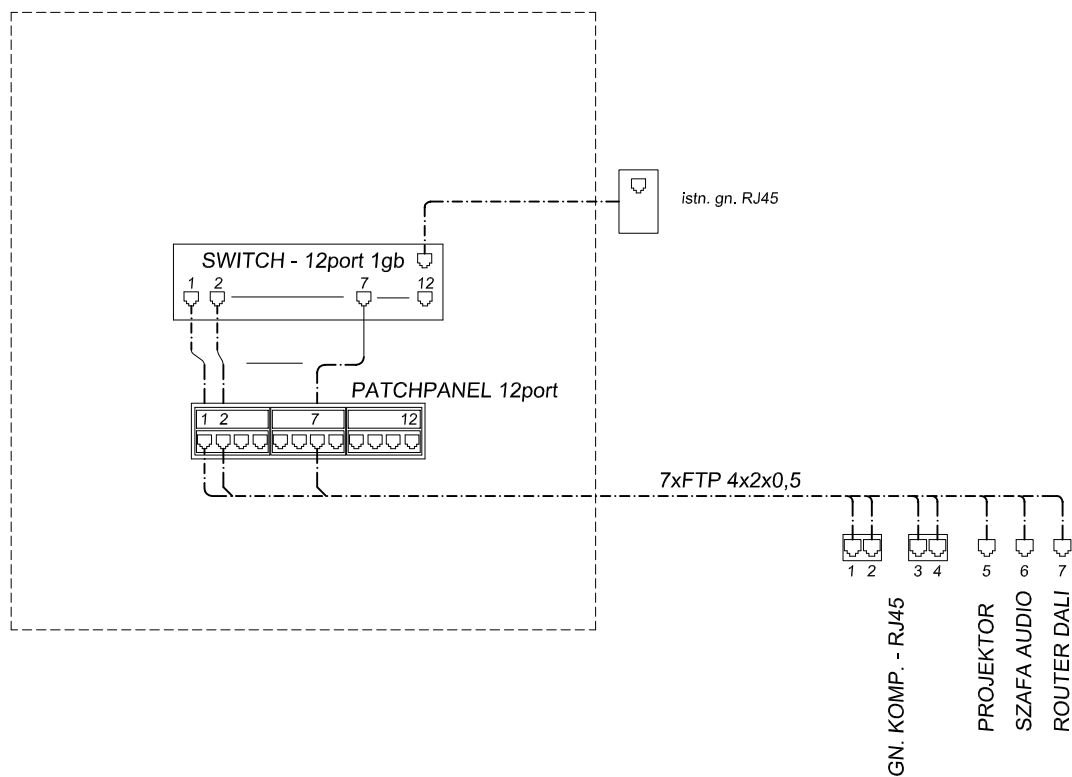 istn. gn. RJ45
SWITCH - 12port 1gb
1 2 7 12
PATCHPANEL 12port
1 2 7 12
7xFTP 4x2x0,5
1 2 3 4 5 6 7
GN. KOMP. - RJ45
PROJEKTOR
SZAFA AUDIO
ROUTER DALI